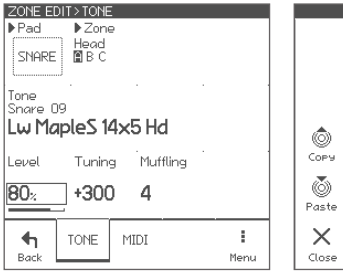 ZONE EDIT>TONE
Pad Zone
SNARE
Head
A B C
Tone
Snare 09
Lw MapleS 14x5 Hd
Level Tuning Muffling
80% +300 4
Back TONE MIDI Menu
Copy
Paste
Close